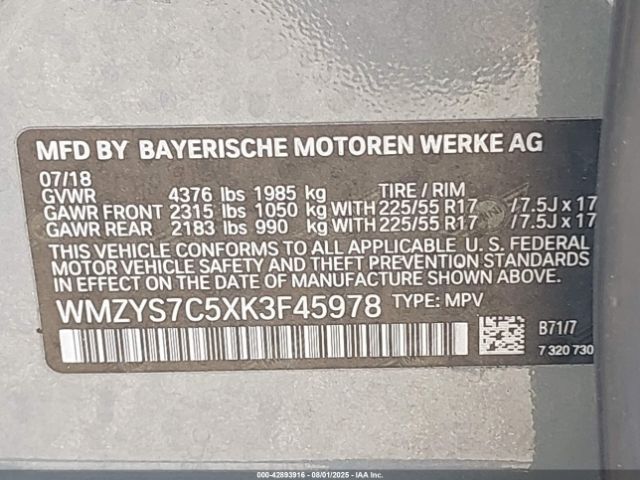 MFD BY BAYERISCHE MOTOREN WERKE AG
07/18
GVWR 4376 lbs 1985 kg TIRE / RIM
GAWR FRONT 2315 lbs 1050 kg WITH 225/55 R17 /7.5J x 17
GAWR REAR 2183 lbs 990 kg WITH 225/55 R17 /7.5J x 17
THIS VEHICLE CONFORMS TO ALL APPLICABLE U. S. FEDERAL
MOTOR VEHICLE SAFETY AND THEFT PREVENTION STANDARDS
IN EFFECT ON THE DATE OF MANUFACTURE SHOWN ABOVE.
WMZYS7C5XK3F45978 TYPE: MPV
B71/7
7 320 730
000-42893916 - 08/01/2025 - IAAI.COM